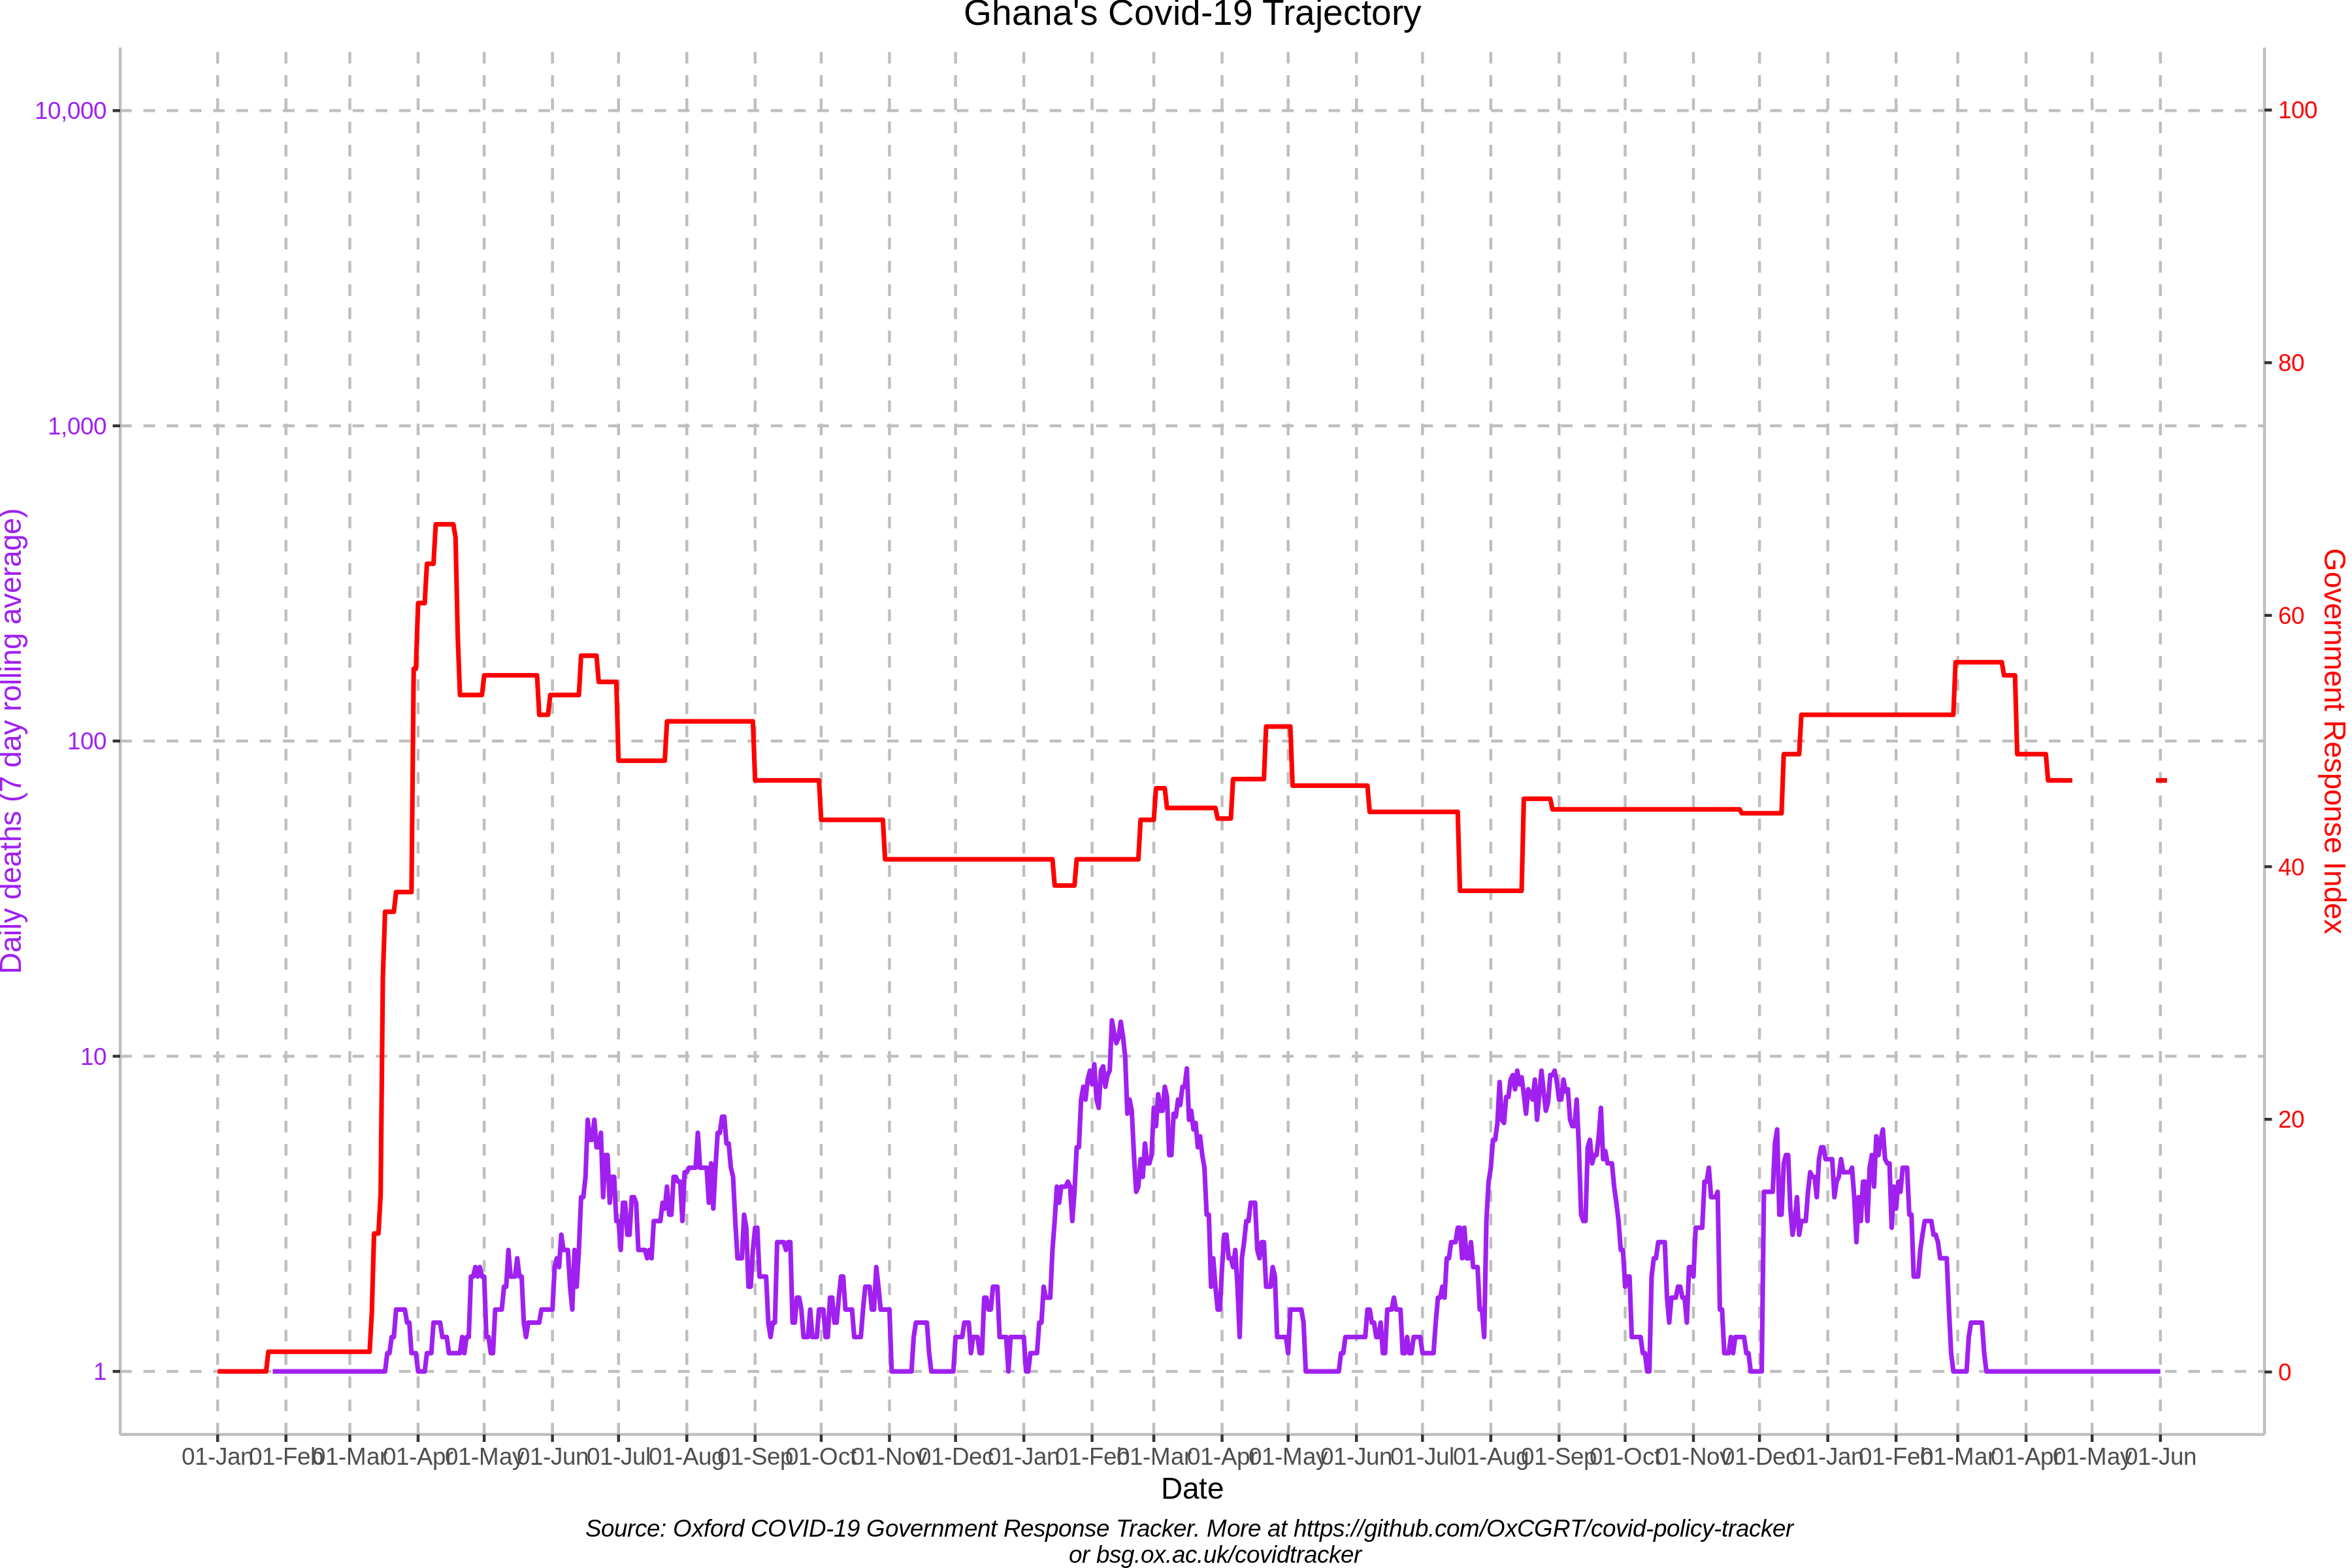 Ghana's Covid-19 Trajectory
10,000
1,000
100
10
1
Daily deaths (7 day rolling average)
100
80
60
40
20
0
Government Response Index
01-Jan 01-Feb 01-Mar 01-Apr 01-May 01-Jun 01-Jul 01-Aug 01-Sep 01-Oct 01-Nov 01-Dec 01-Jan 01-Feb 01-Mar 01-Apr 01-May 01-Jun 01-Jul 01-Aug 01-Sep 01-Oct 01-Nov 01-Dec 01-Jan 01-Feb 01-Mar 01-Apr 01-May 01-Jun
Date
Source: Oxford COVID-19 Government Response Tracker. More at https://github.com/OxCGRT/covid-policy-tracker
or bsg.ox.ac.uk/covidtracker